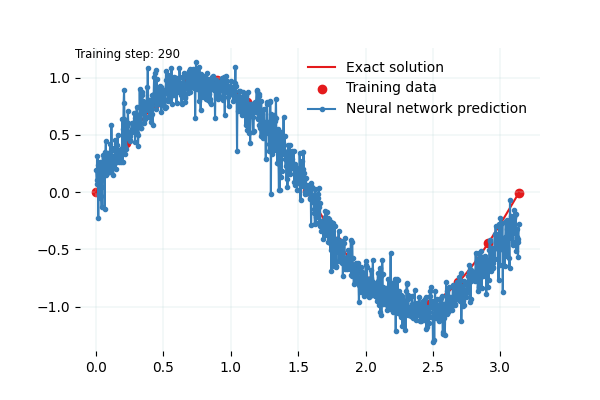 Training step: 290
Exact solution
Training data
Neural network prediction
1.0
0.5
0.0
−0.5
−1.0
0.0 0.5 1.0 1.5 2.0 2.5 3.0